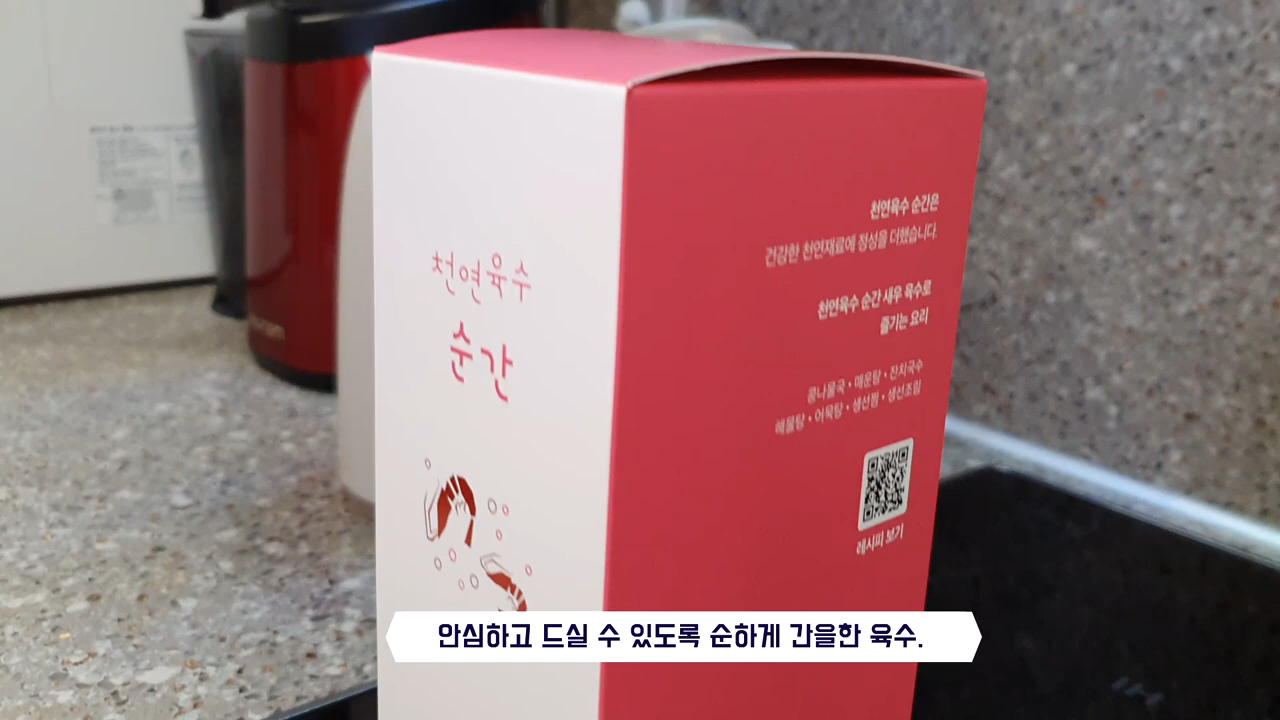 천연육수
순간
천연육수 순간은
건강한 천연재료에 정성을 더했습니다.
천연육수 순간 새우 육수로
즐기는 요리
콩나물국 • 매운탕 • 잔치국수
해물탕 • 어묵탕 • 생선찜 • 생선조림
레시피 보기
안심하고 드실 수 있도록 순하게 간을한 육수.